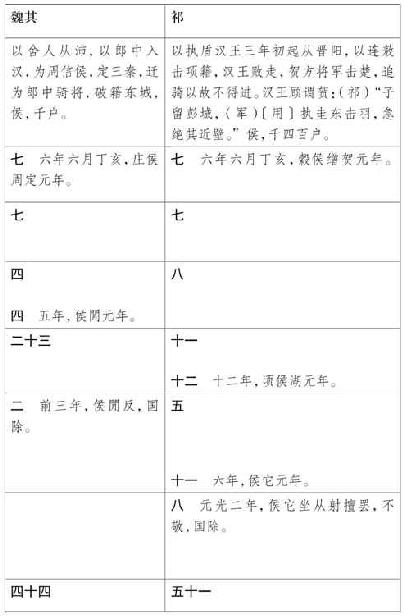 魏其
祁
以舍人从沛，以郎中入
汉，为周信侯，定三秦，迁
为郎中骑将，破籍东城，
侯，千户。
以执盾汉王三年初起从晋阳，以连敖
击项籍，汉王败走，贺方将军击楚，追
骑以故不得进。汉王顾谓贺：（祁）“子
留彭城，（军）〔用〕执圭东击羽，急
绝其近壁。”侯，千四百户。
七 六年六月丁亥，庄侯
周定元年。
七 六年六月丁亥，榖侯缯贺元年。
七
七
四
四 五年，侯閒元年。
八
二十三
十一
十二 十二年，顷侯湖元年。
二 前三年，侯閒反，国
除。
五
十一 六年，侯它元年。
八 元光二年，侯它坐从射擅罢，不
敬，国除。
四十四
五十一